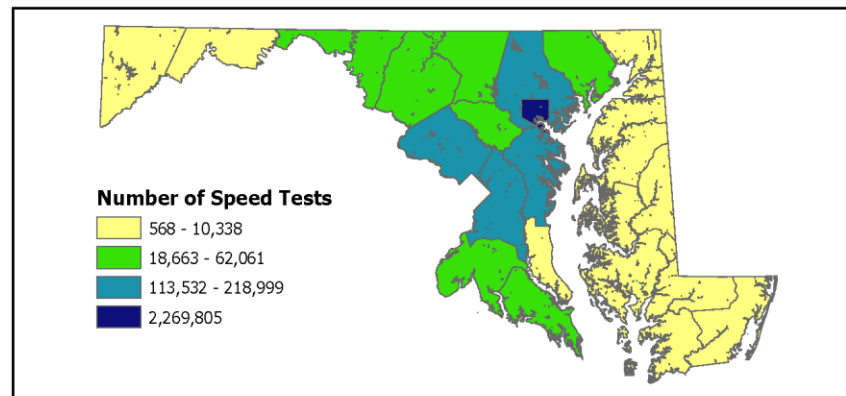 Number of Speed Tests
568 - 10,338
18,663 - 62,061
113,532 - 218,999
2,269,805